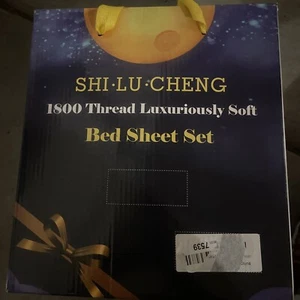 SHI·LU·CHENG
1800 Thread Luxuriously Soft
Bed Sheet Set
7539